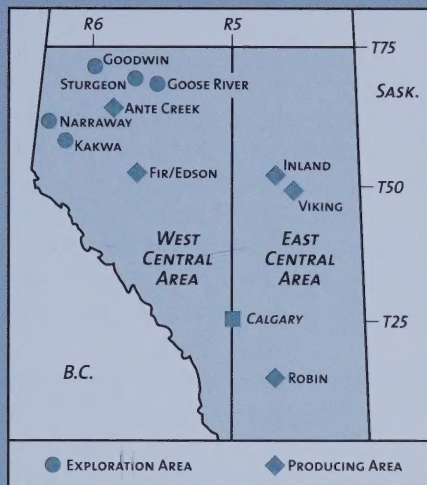 R6 R5
T75
GOODWIN
STURGEON GOOSE RIVER
SASK.
ANTE CREEK
NARRAWAY
KAKWA
FIR/EDSON
INLAND
T50
VIKING
WEST
CENTRAL
AREA
EAST
CENTRAL
AREA
CALGARY
T25
B.C.
ROBIN
EXPLORATION AREA PRODUCING AREA